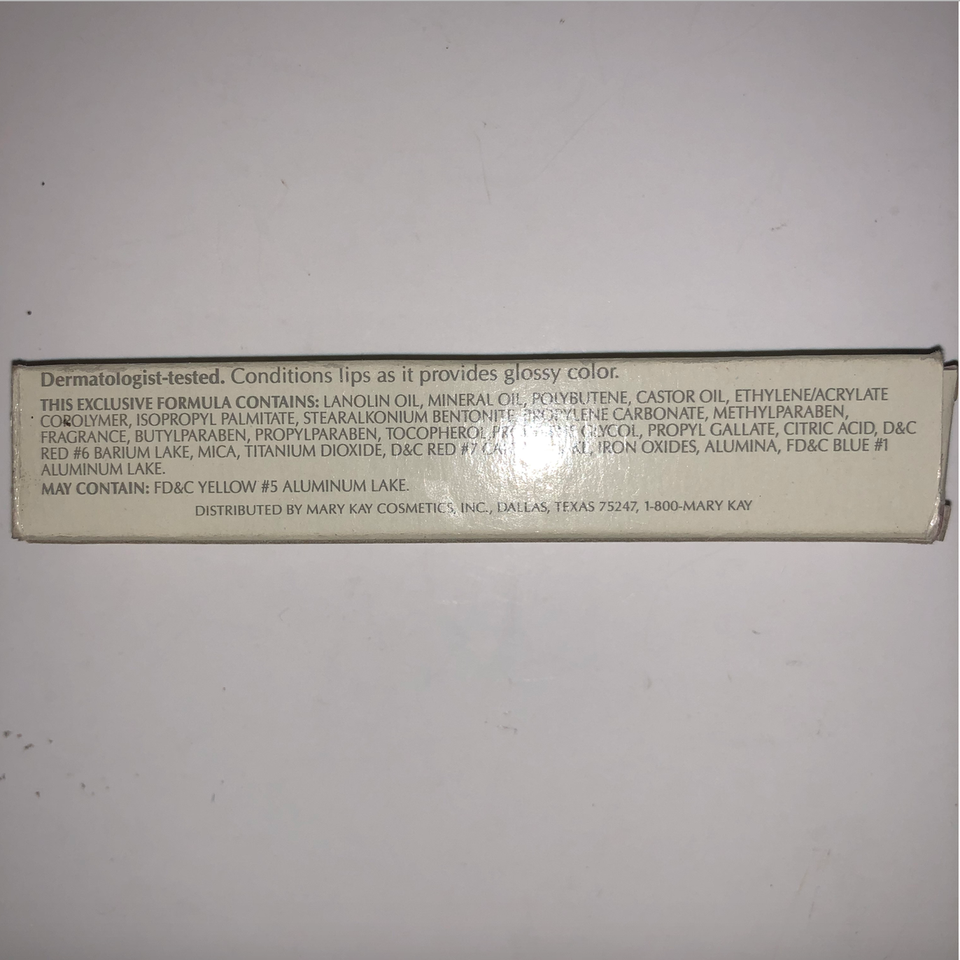 Dermatologist-tested. Conditions lips as it provides glossy color.
THIS EXCLUSIVE FORMULA CONTAINS: LANOLIN OIL, MINERAL OIL, POLYBUTENE, CASTOR OIL, ETHYLENE/ACRYLATE
COPOLYMER, ISOPROPYL PALMITATE, STEARALKONIUM BENTONITE, PROPYLENE CARBONATE, METHYLPARABEN,
FRAGRANCE, BUTYLPARABEN, PROPYLPARABEN, TOCOPHEROL, GLYCOL, PROPYL GALLATE, CITRIC ACID, D&C
RED #6 BARIUM LAKE, MICA, TITANIUM DIOXIDE, D&C RED #7 IRON OXIDES, ALUMINA, FD&C BLUE #1
ALUMINUM LAKE.
MAY CONTAIN: FD&C YELLOW #5 ALUMINUM LAKE.
DISTRIBUTED BY MARY KAY COSMETICS, INC., DALLAS, TEXAS 75247, 1-800-MARY KAY